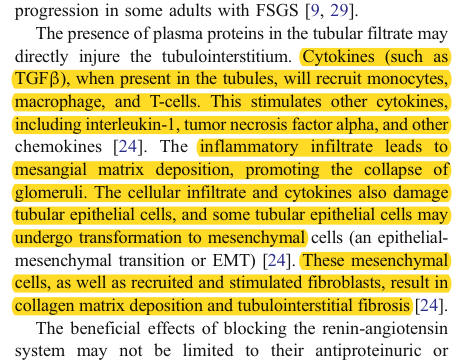 progression in some adults with FSGS [9, 29].
The presence of plasma proteins in the tubular filtrate may
directly injure the tubulointerstitium. Cytokines (such as
TGFβ), when present in the tubules, will recruit monocytes,
macrophage, and T-cells. This stimulates other cytokines,
including interleukin-1, tumor necrosis factor alpha, and other
chemokines [24]. The inflammatory infiltrate leads to
mesangial matrix deposition, promoting the collapse of
glomeruli. The cellular infiltrate and cytokines also damage
tubular epithelial cells, and some tubular epithelial cells may
undergo transformation to mesenchymal cells (an epithelial-
mesenchymal transition or EMT) [24]. These mesenchymal
cells, as well as recruited and stimulated fibroblasts, result in
collagen matrix deposition and tubulointerstitial fibrosis [24].
The beneficial effects of blocking the renin-angiotensin
system may not be limited to their antiproteinuric or